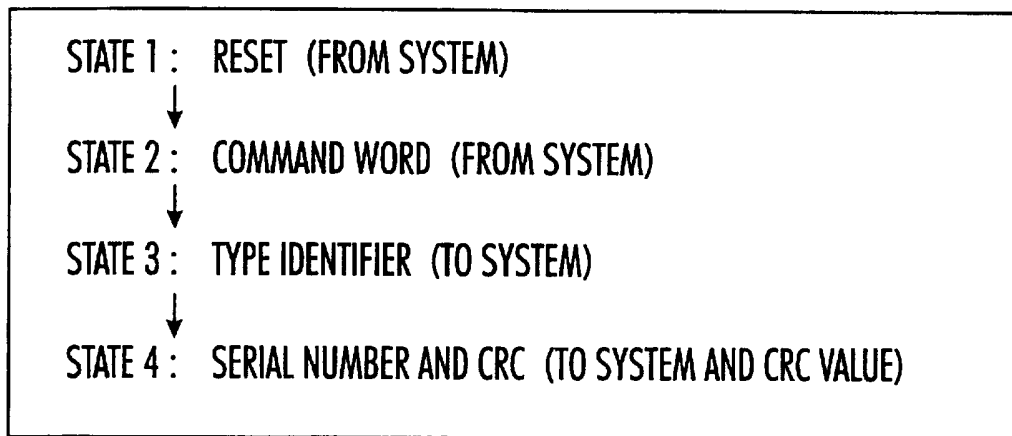 STATE 1 : RESET (FROM SYSTEM)
STATE 2 : COMMAND WORD (FROM SYSTEM)
STATE 3 : TYPE IDENTIFIER (TO SYSTEM)
STATE 4 : SERIAL NUMBER AND CRC (TO SYSTEM AND CRC VALUE)